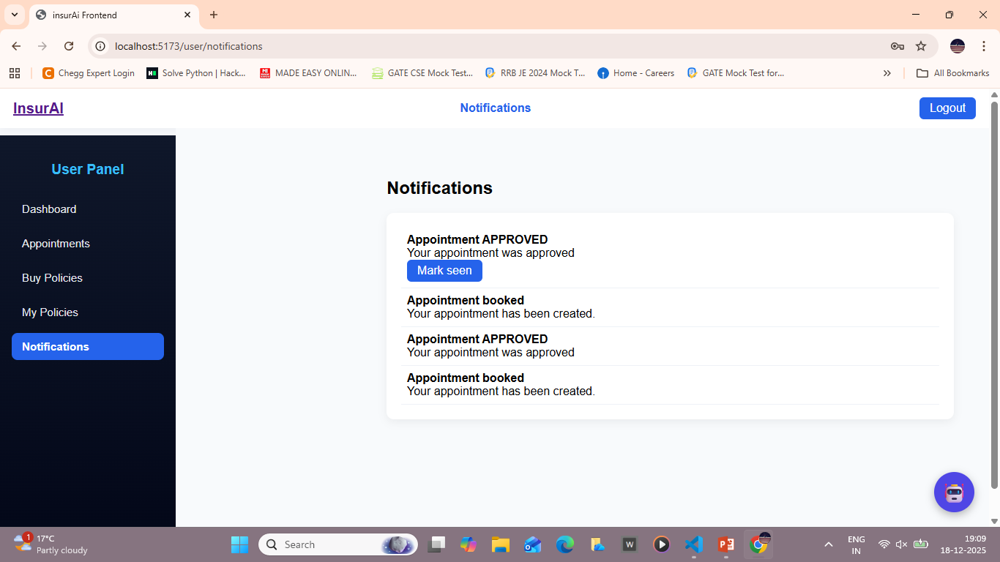 insurAi Frontend
localhost:5173/user/notifications
Chegg Expert Login
Solve Python | Hack...
MADE EASY ONLIN...
GATE CSE Mock Test...
RRB JE 2024 Mock T...
Home - Careers
GATE Mock Test for...
All Bookmarks
InsurAI
Notifications
Logout
User Panel
Dashboard
Appointments
Buy Policies
My Policies
Notifications
Notifications
Appointment APPROVED
Your appointment was approved
Mark seen
Appointment booked
Your appointment has been created.
Appointment APPROVED
Your appointment was approved
Appointment booked
Your appointment has been created.
1
17°C
Partly cloudy
Search
W
ENG
IN
19:09
18-12-2025